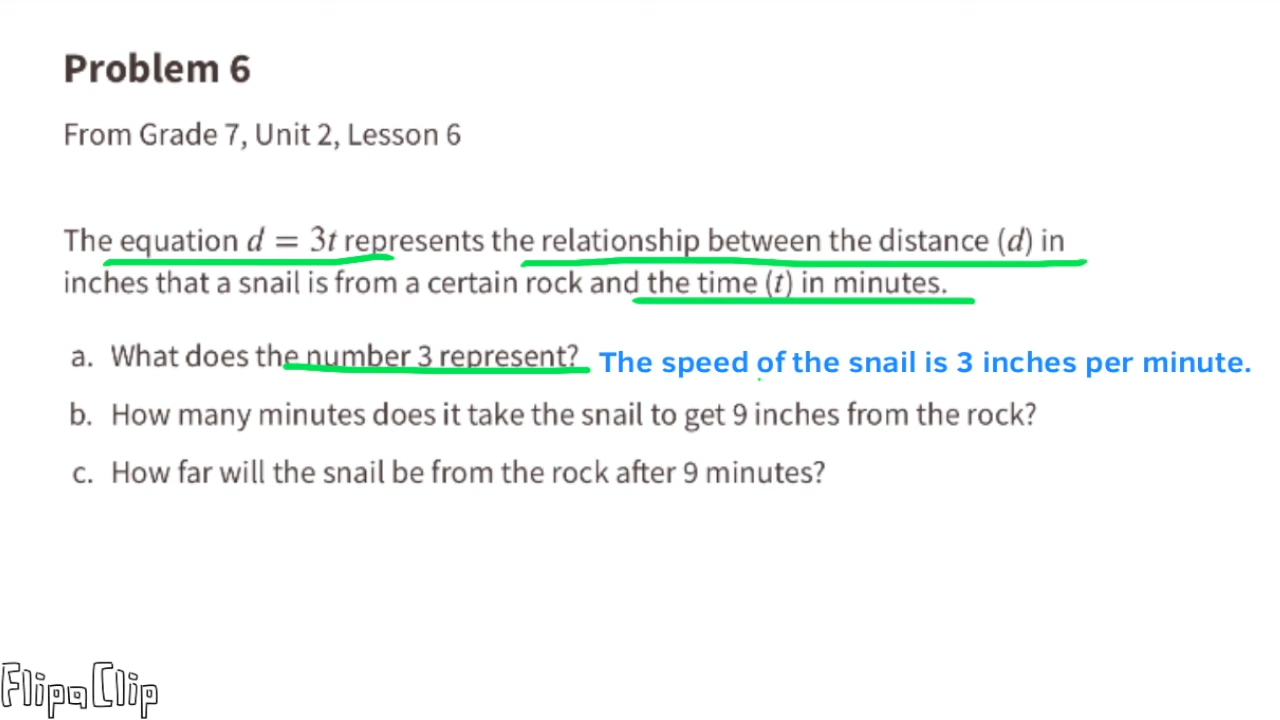 Problem 6
From Grade 7, Unit 2, Lesson 6
The equation d = 3t represents the relationship between the distance (d) in
inches that a snail is from a certain rock and the time (t) in minutes.
a. What does the number 3 represent? The speed of the snail is 3 inches per minute.
b. How many minutes does it take the snail to get 9 inches from the rock?
c. How far will the snail be from the rock after 9 minutes?
FlipaClip